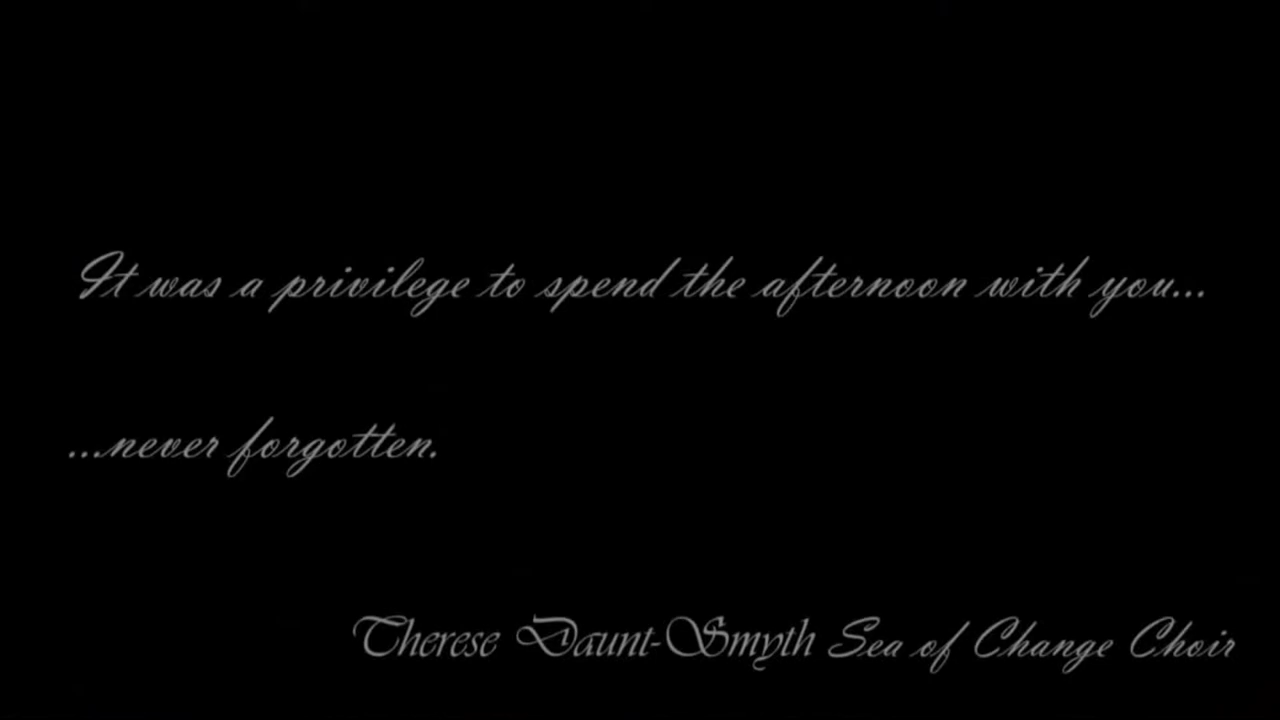 It was a privilege to spend the afternoon with you...
...never forgotten.
Therese Daunt-Smyth Sea of Change Choir